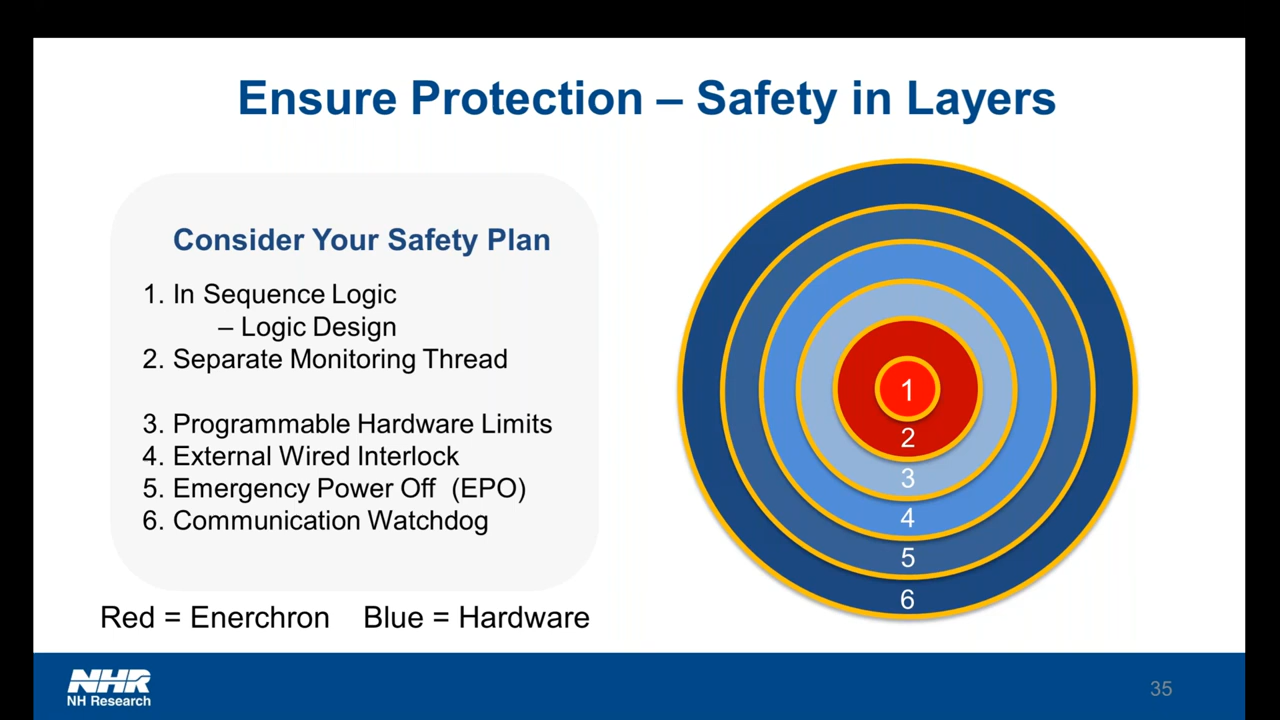 Ensure Protection – Safety in Layers
Consider Your Safety Plan
1. In Sequence Logic
– Logic Design
2. Separate Monitoring Thread
3. Programmable Hardware Limits
4. External Wired Interlock
5. Emergency Power Off (EPO)
6. Communication Watchdog
Red = Enerchron Blue = Hardware
1
2
3
4
5
6
NHR
NH Research
35